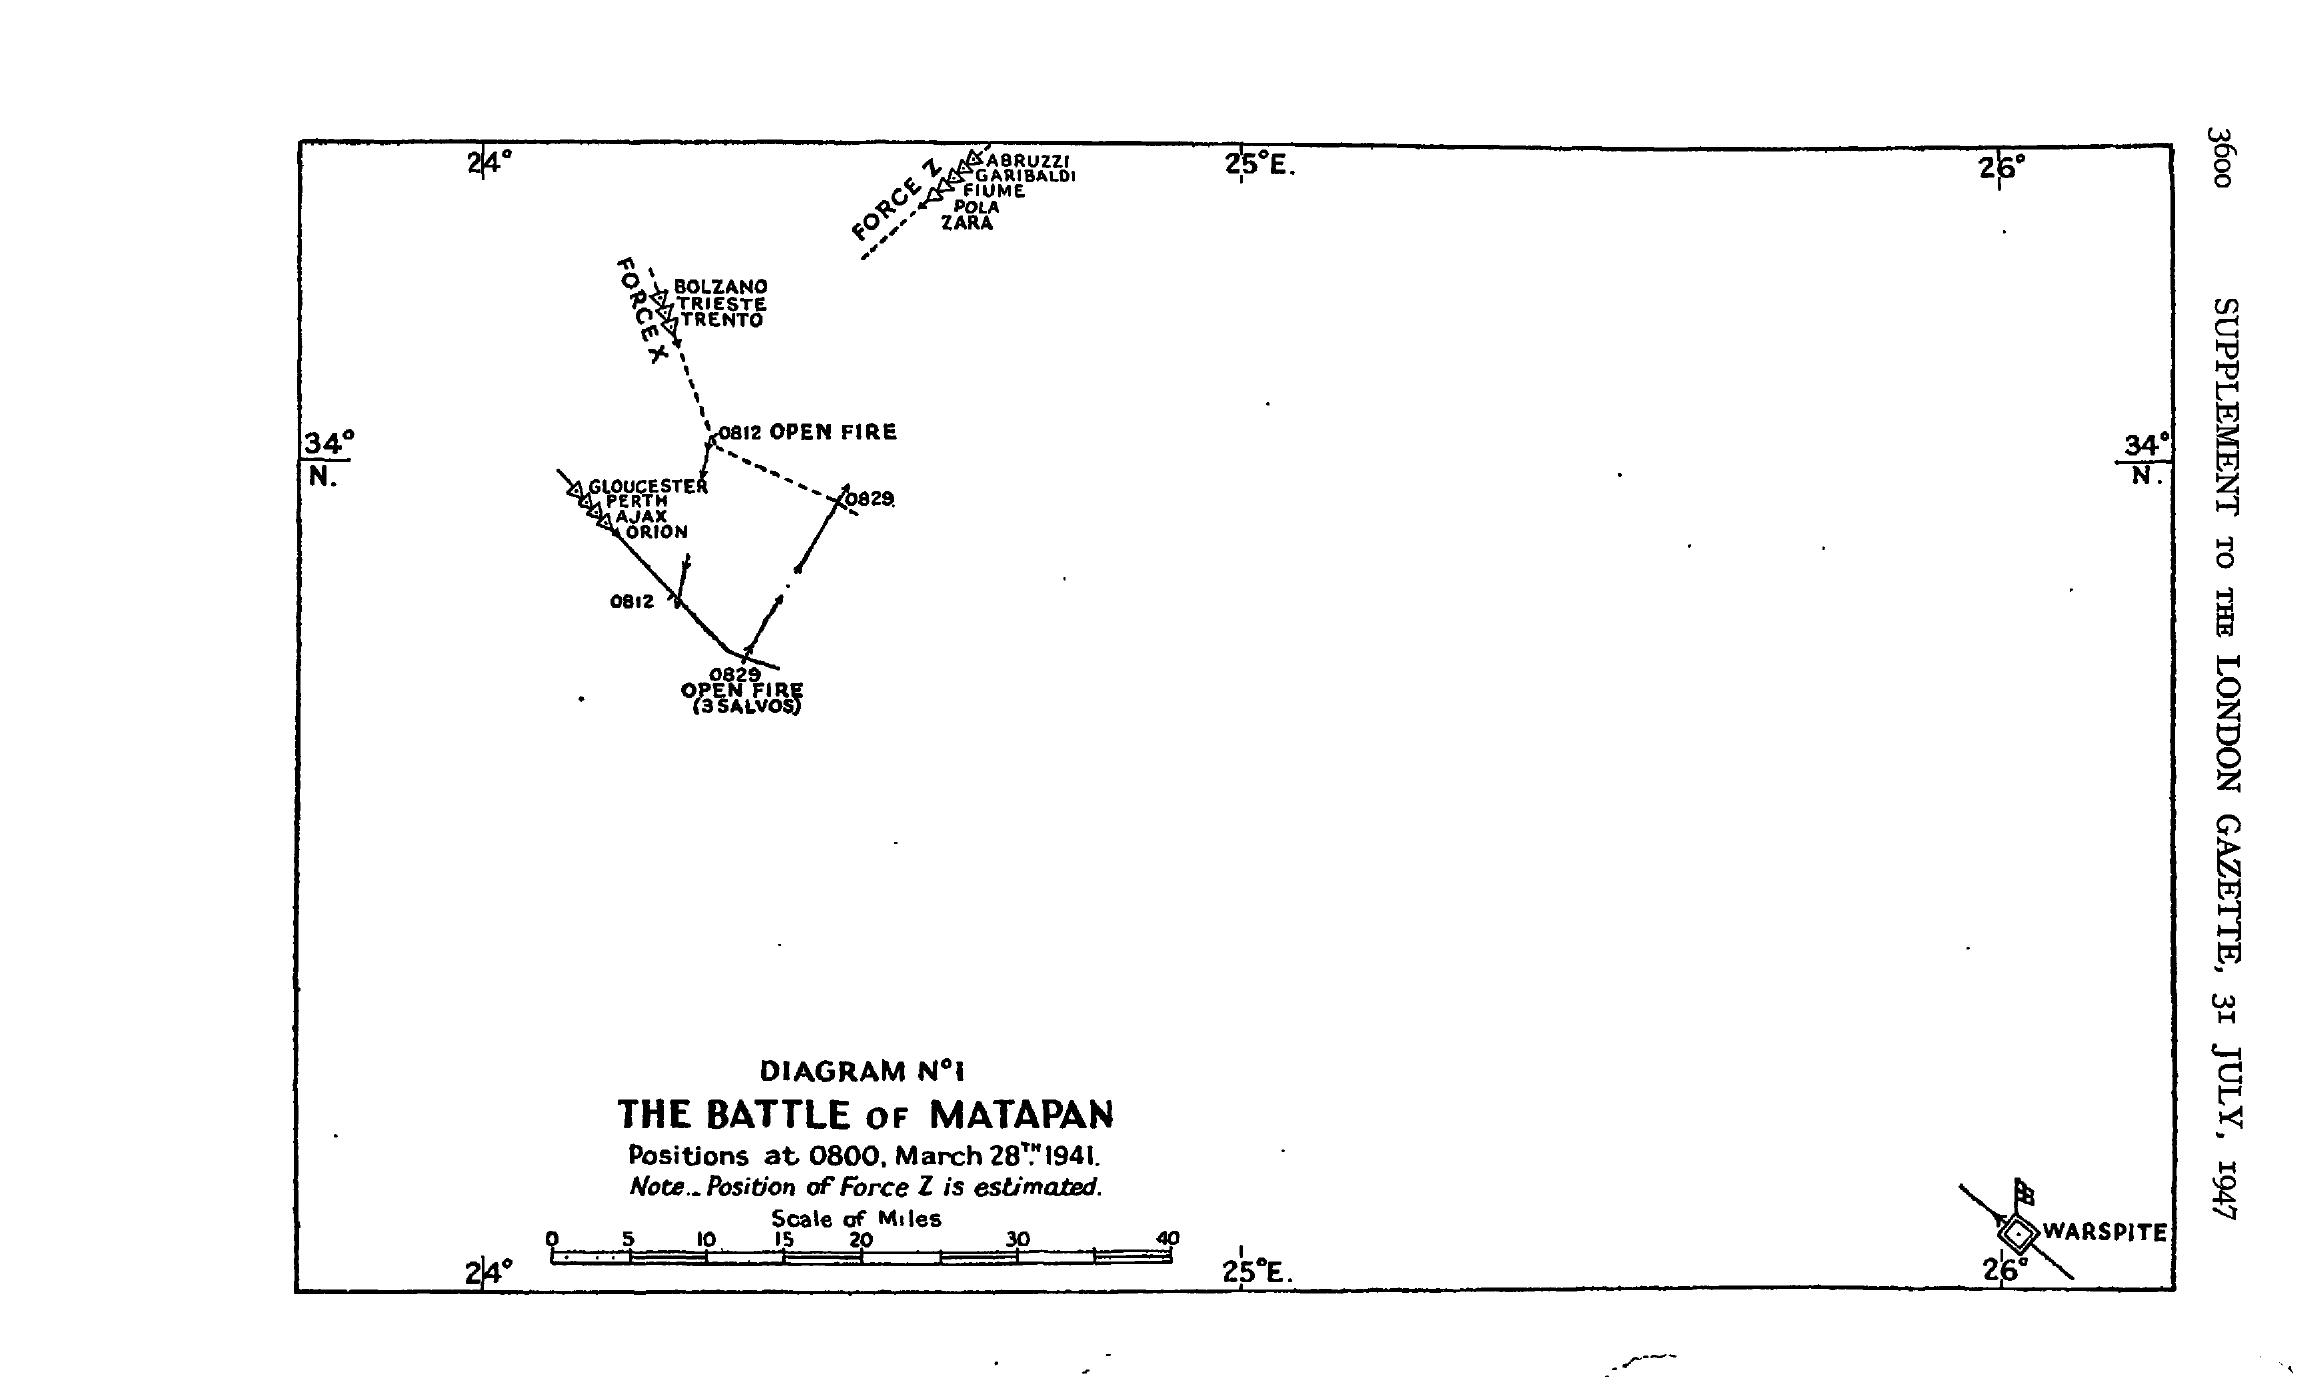 3600 SUPPLEMENT TO THE LONDON GAZETTE, 31 JULY, 1947
24° 25°E. 26°
FORCE Z
ABRUZZI
GARIBALDI
FIUME
POLA
ZARA
FORCE X
BOLZANO
TRIESTE
TRENTO
0812 OPEN FIRE
34° 34°
N. N.
GLOUCESTER
PERTH
AJAX
ORION
0829
0812
0829
OPEN FIRE
(3 SALVOS)
DIAGRAM Nº 1
THE BATTLE OF MATAPAN
Positions at 0800, March 28TH 1941.
Note.. Position of Force Z is estimated.
Scale of Miles
0 5 10 15 20 30 40
WARSPITE
24° 25°E. 26°